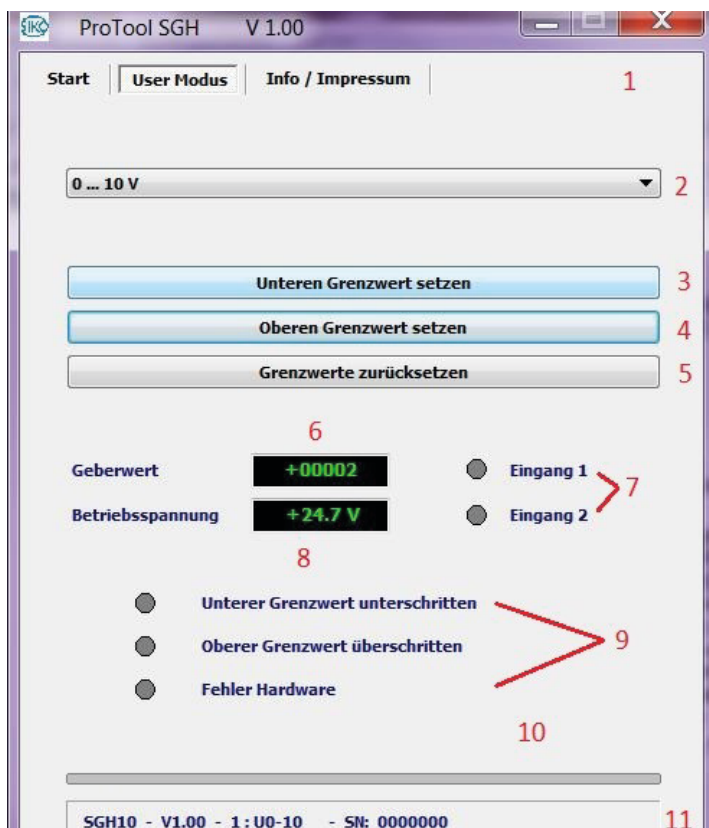 SIKO ProTool SGH V 1.00
Start User Modus Info / Impressum 1
0 ... 10 V 2
Unteren Grenzwert setzen 3
Oberen Grenzwert setzen 4
Grenzwerte zurücksetzen 5
6
Geberwert +00002 Eingang 1
7
Betriebsspannung +24.7 V Eingang 2
8
Unterer Grenzwert unterschritten
Oberer Grenzwert überschritten 9
Fehler Hardware
10
SGH10 - V1.00 - 1:U0-10 - SN: 0000000 11